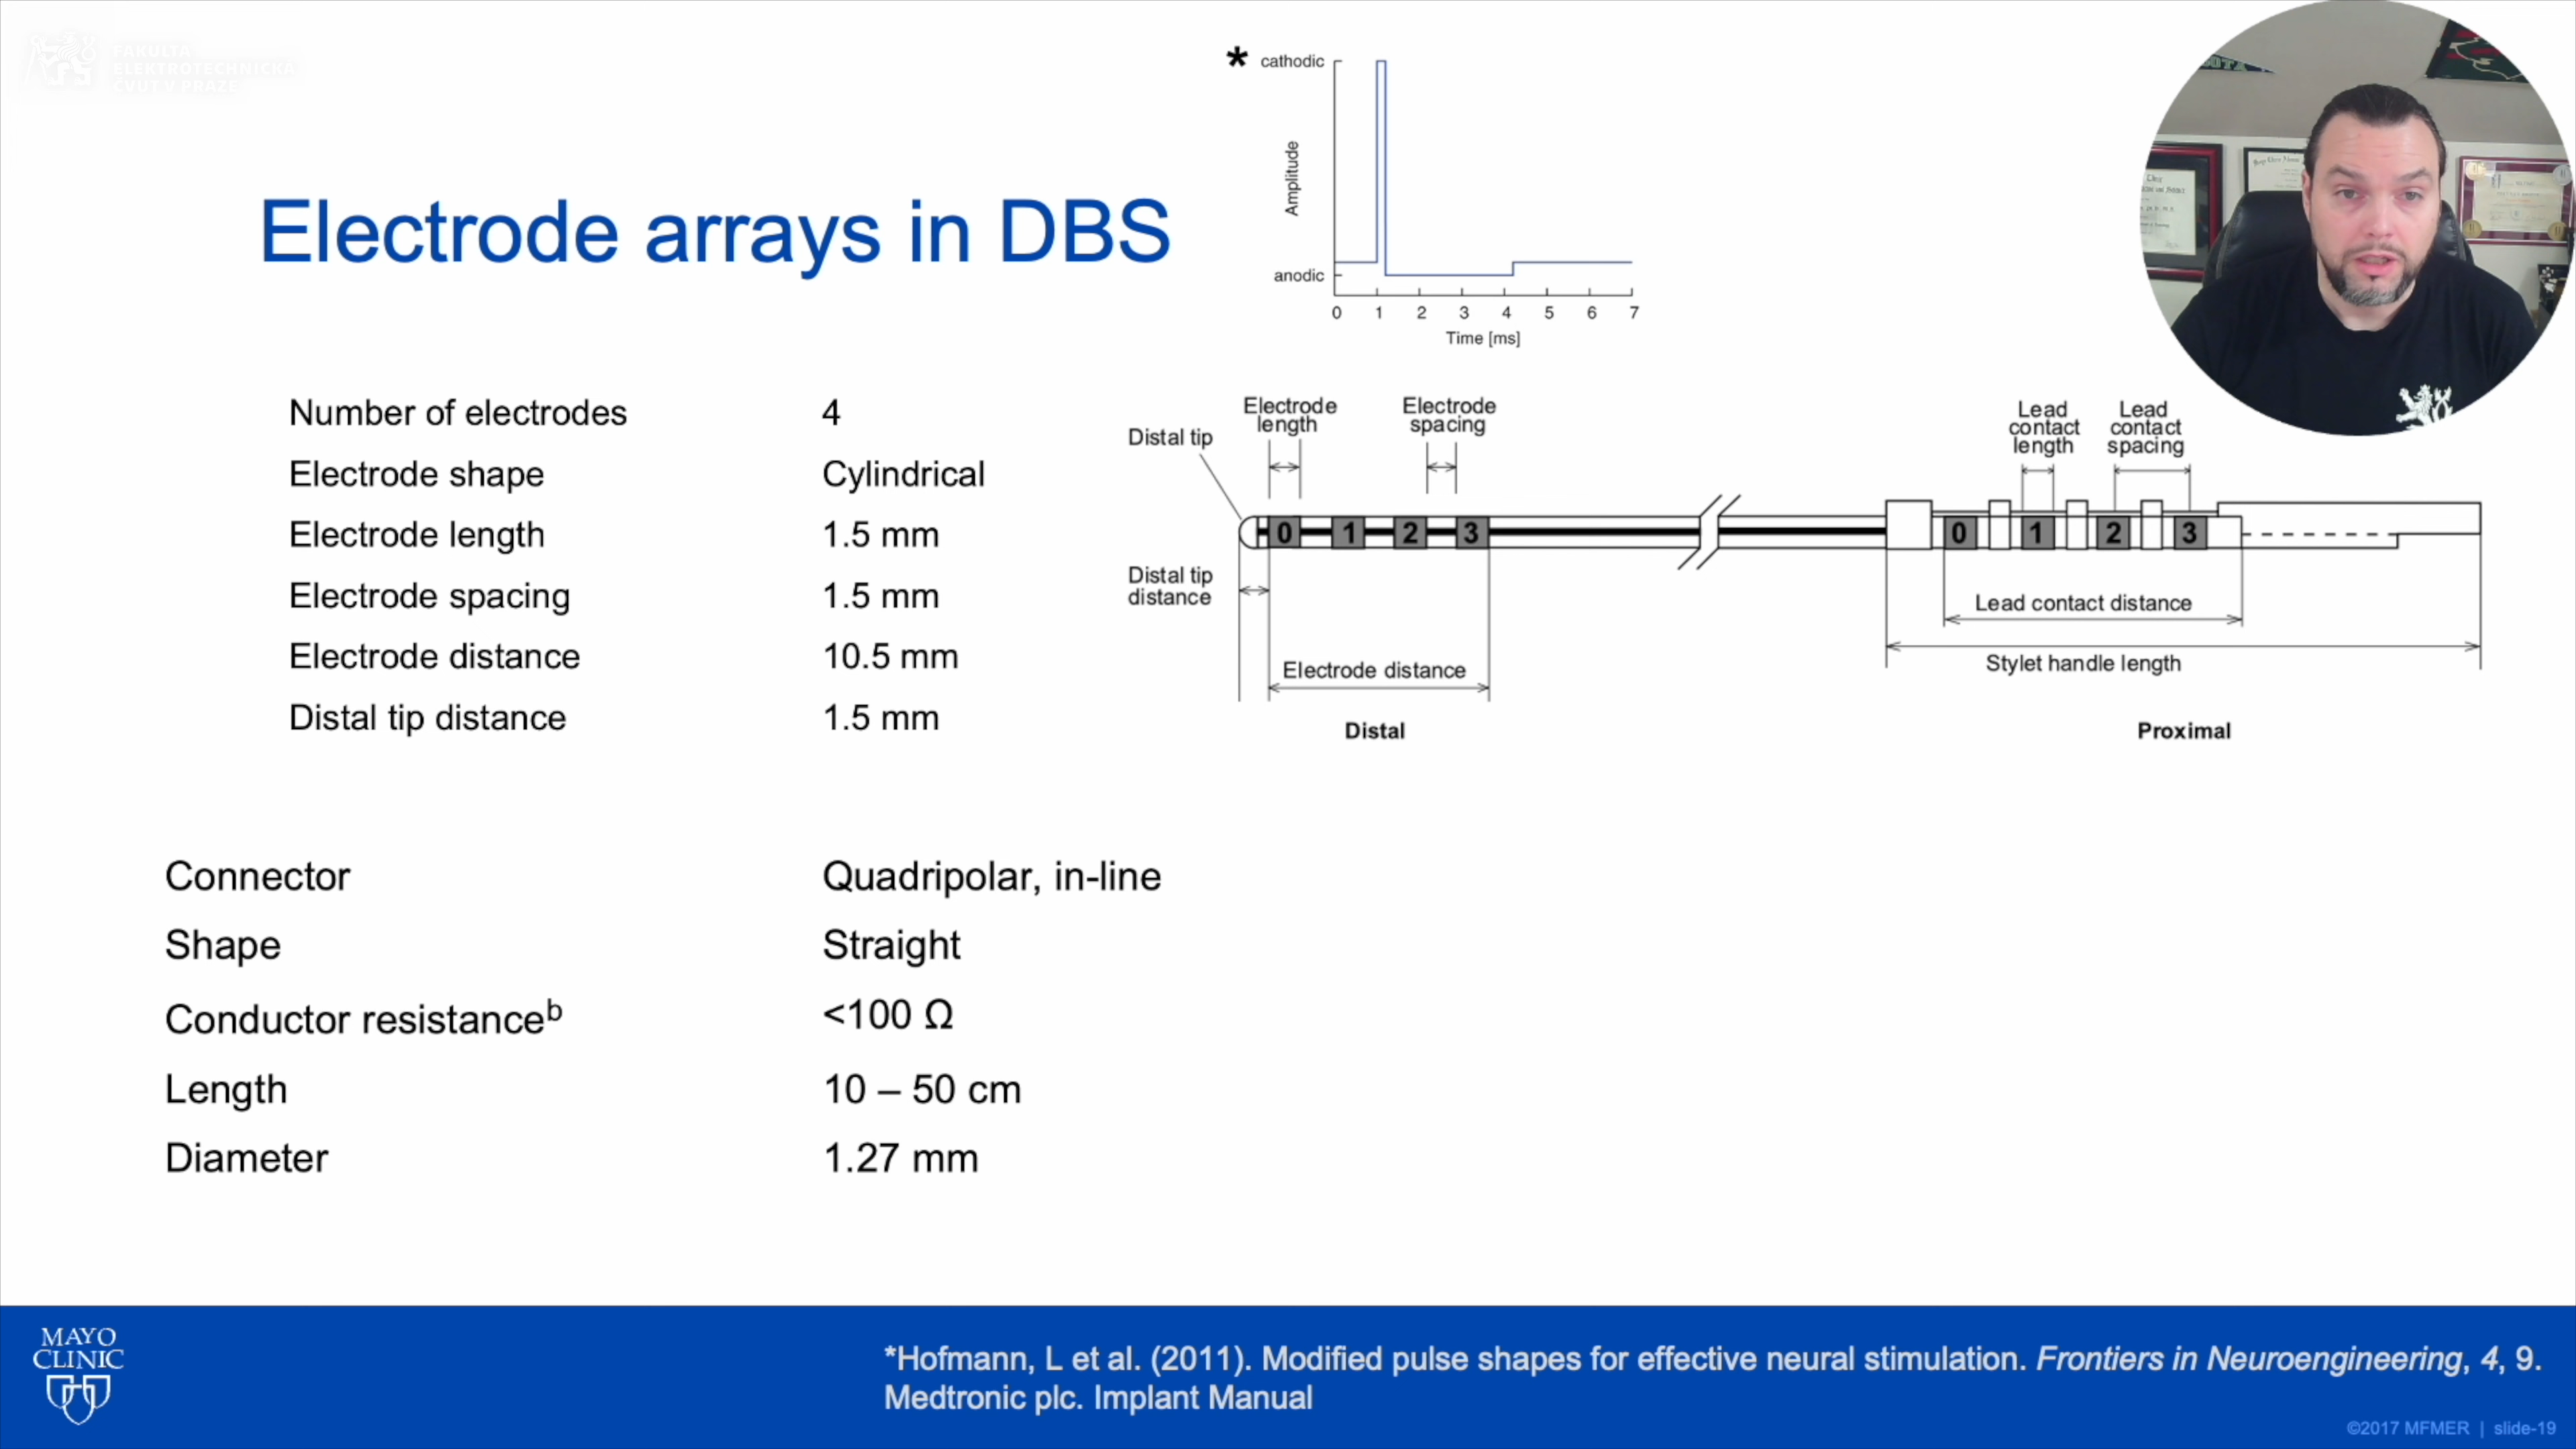 FAKULTA
ELEKTROTECHNICKÁ
ČVUT V PRAZE
Electrode arrays in DBS
* cathodic
anodic
Amplitude
0 1 2 3 4 5 6 7
Time [ms]
Number of electrodes 4
Electrode shape Cylindrical
Electrode length 1.5 mm
Electrode spacing 1.5 mm
Electrode distance 10.5 mm
Distal tip distance 1.5 mm
Connector Quadripolar, in-line
Shape Straight
Conductor resistanceᵇ <100 Ω
Length 10 – 50 cm
Diameter 1.27 mm
Distal tip
Electrode
length
Electrode
spacing
Lead
contact
length
Lead
contact
spacing
0 1 2 3
0 1 2 3
Distal tip
distance
Electrode distance
Lead contact distance
Stylet handle length
Distal
Proximal
MAYO
CLINIC
*Hofmann, L et al. (2011). Modified pulse shapes for effective neural stimulation. Frontiers in Neuroengineering, 4, 9.
Medtronic plc. Implant Manual
©2017 MFMER | slide-19